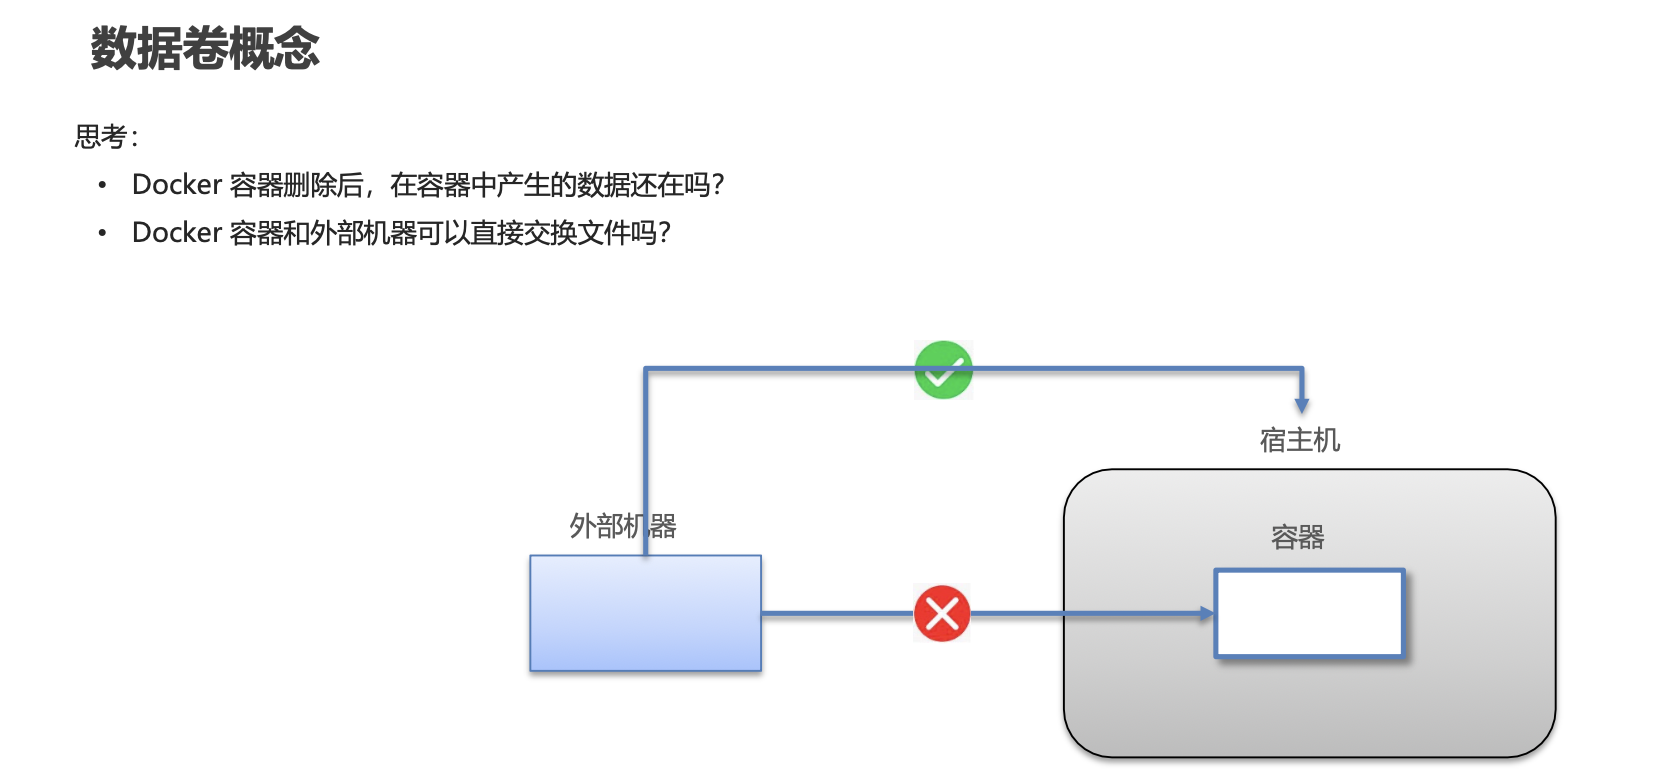 数据卷概念
思考：
• Docker 容器删除后，在容器中产生的数据还在吗？
• Docker 容器和外部机器可以直接交换文件吗？
宿主机
外部机器
容器